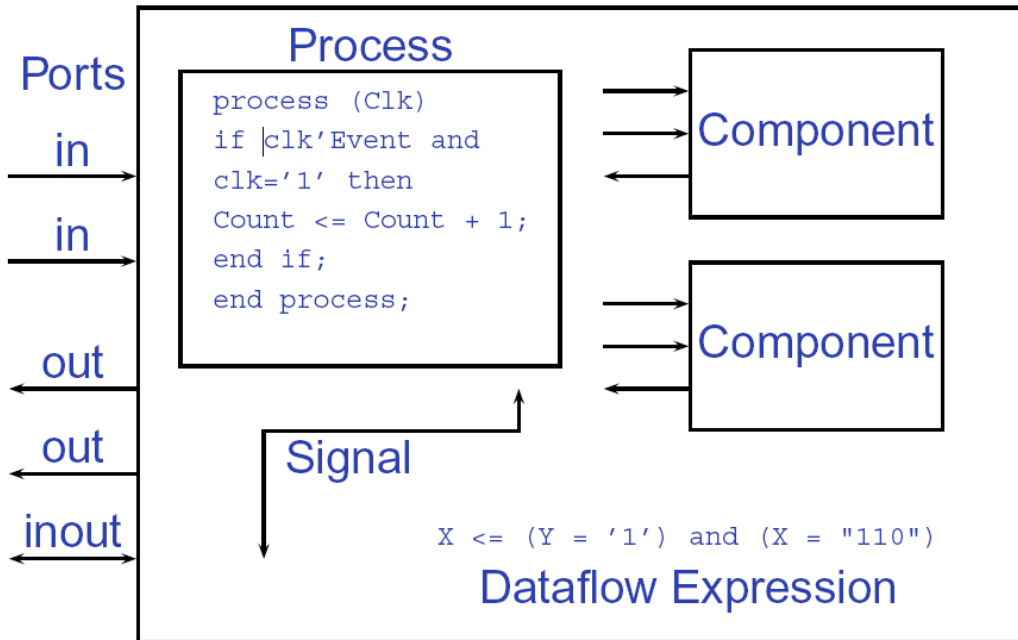 Ports
in
in
out
out
inout
Process
process (Clk)
if clk'Event and
clk='1' then
Count <= Count + 1;
end if;
end process;
Component
Component
Signal
X <= (Y = '1') and (X = "110")
Dataflow Expression